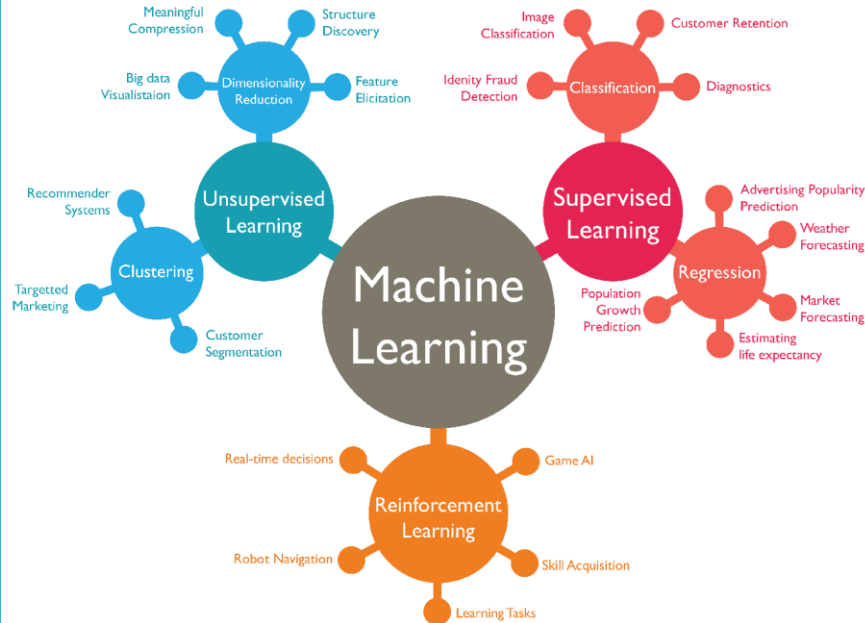 Meaningful
Compression
Structure
Discovery
Big data
Visualistaion
Dimensionality
Reduction
Feature
Elicitation
Image
Classification
Customer Retention
Idenity Fraud
Detection
Classification
Diagnostics
Recommender
Systems
Unsupervised
Learning
Clustering
Targetted
Marketing
Customer
Segmentation
Supervised
Learning
Advertising Popularity
Prediction
Weather
Forecasting
Regression
Population
Growth
Prediction
Market
Forecasting
Estimating
life expectancy
Machine
Learning
Real-time decisions
Game AI
Reinforcement
Learning
Robot Navigation
Skill Acquisition
Learning Tasks